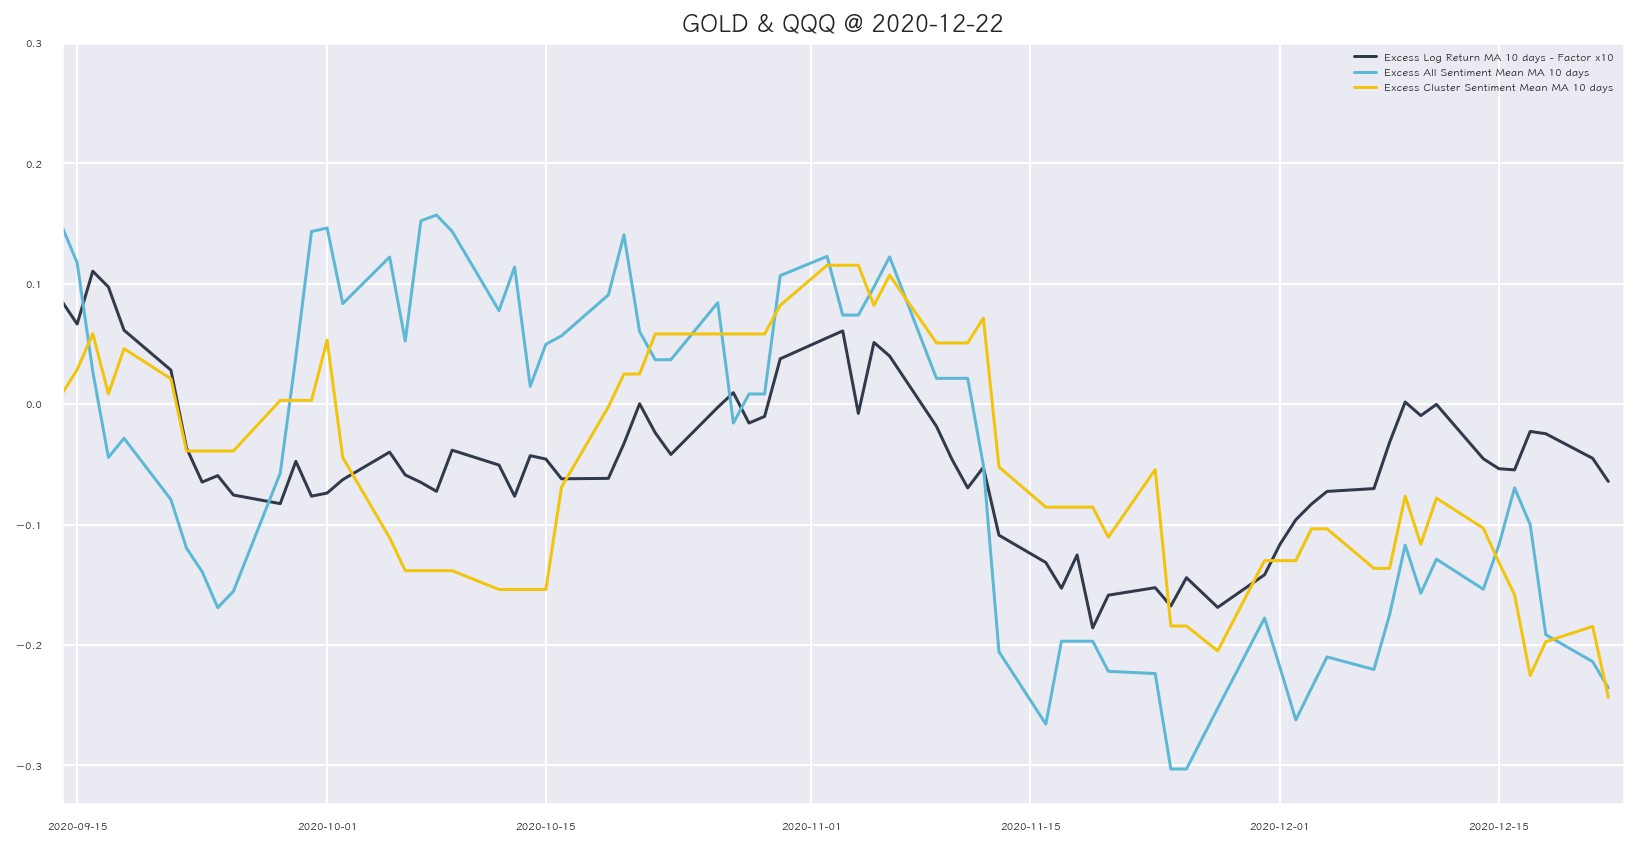 GOLD & QQQ @ 2020-12-22
Excess Log Return MA 10 days - Factor x10
Excess All Sentiment Mean MA 10 days
Excess Cluster Sentiment Mean MA 10 days
0.3
0.2
0.1
0.0
−0.1
−0.2
−0.3
2020-09-15 2020-10-01 2020-10-15 2020-11-01 2020-11-15 2020-12-01 2020-12-15